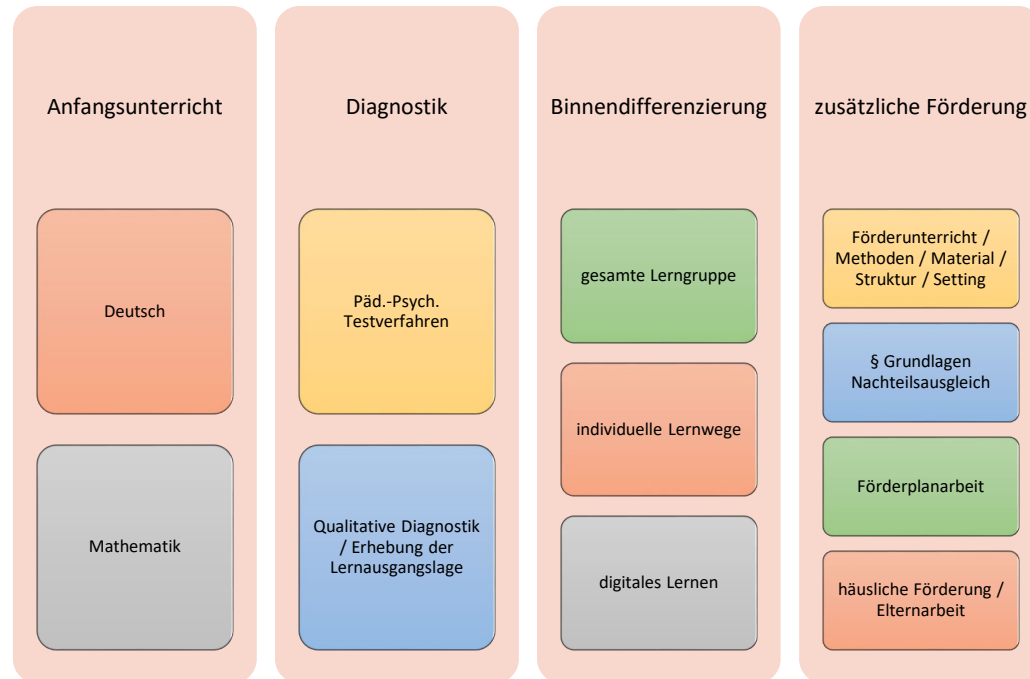 Anfangsunterricht
Deutsch
Mathematik
Diagnostik
Päd.-Psych.
Testverfahren
Qualitative Diagnostik
/ Erhebung der
Lernausgangslage
Binnendifferenzierung
gesamte Lerngruppe
individuelle Lernwege
digitales Lernen
zusätzliche Förderung
Förderunterricht /
Methoden / Material /
Struktur / Setting
§ Grundlagen
Nachteilsausgleich
Förderplanarbeit
häusliche Förderung /
Elternarbeit